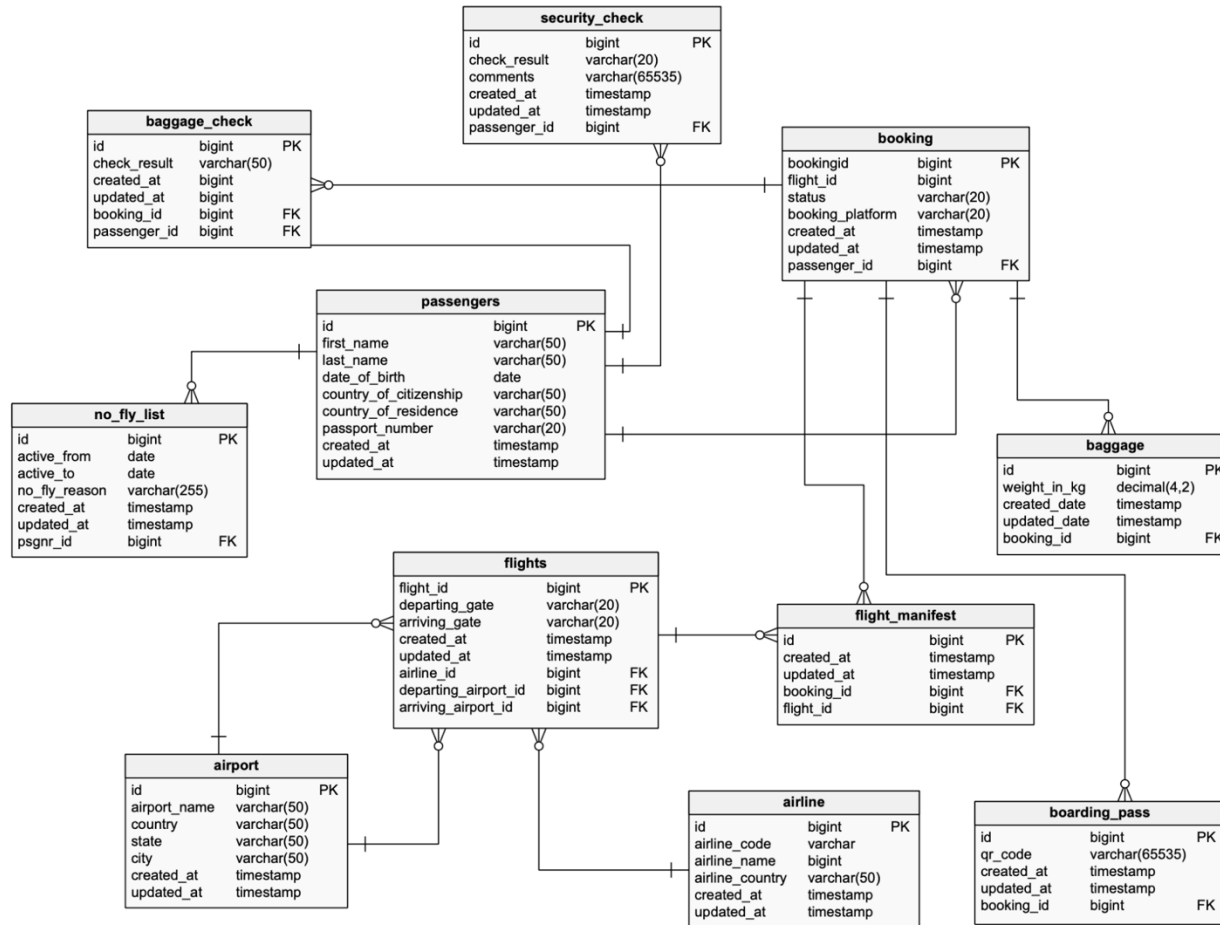 security_check
id bigint PK
check_result varchar(20)
comments varchar(65535)
created_at timestamp
updated_at timestamp
passenger_id bigint FK
baggage_check
id bigint PK
check_result varchar(50)
created_at bigint
updated_at bigint
booking_id bigint FK
passenger_id bigint FK
booking
bookingid bigint PK
flight_id bigint
status varchar(20)
booking_platform varchar(20)
created_at timestamp
updated_at timestamp
passenger_id bigint FK
passengers
id bigint PK
first_name varchar(50)
last_name varchar(50)
date_of_birth date
country_of_citizenship varchar(50)
country_of_residence varchar(50)
passport_number varchar(20)
created_at timestamp
updated_at timestamp
no_fly_list
id bigint PK
active_from date
active_to date
no_fly_reason varchar(255)
created_at timestamp
updated_at timestamp
psgnr_id bigint FK
baggage
id bigint PK
weight_in_kg decimal(4,2)
created_date timestamp
updated_date timestamp
booking_id bigint FK
flights
flight_id bigint PK
departing_gate varchar(20)
arriving_gate varchar(20)
created_at timestamp
updated_at timestamp
airline_id bigint FK
departing_airport_id bigint FK
arriving_airport_id bigint FK
flight_manifest
id bigint PK
created_at timestamp
updated_at timestamp
booking_id bigint FK
flight_id bigint FK
airport
id bigint PK
airport_name varchar(50)
country varchar(50)
state varchar(50)
city varchar(50)
created_at timestamp
updated_at timestamp
airline
id bigint PK
airline_code varchar
airline_name bigint
airline_country varchar(50)
created_at timestamp
updated_at timestamp
boarding_pass
id bigint PK
qr_code varchar(65535)
created_at timestamp
updated_at timestamp
booking_id bigint FK